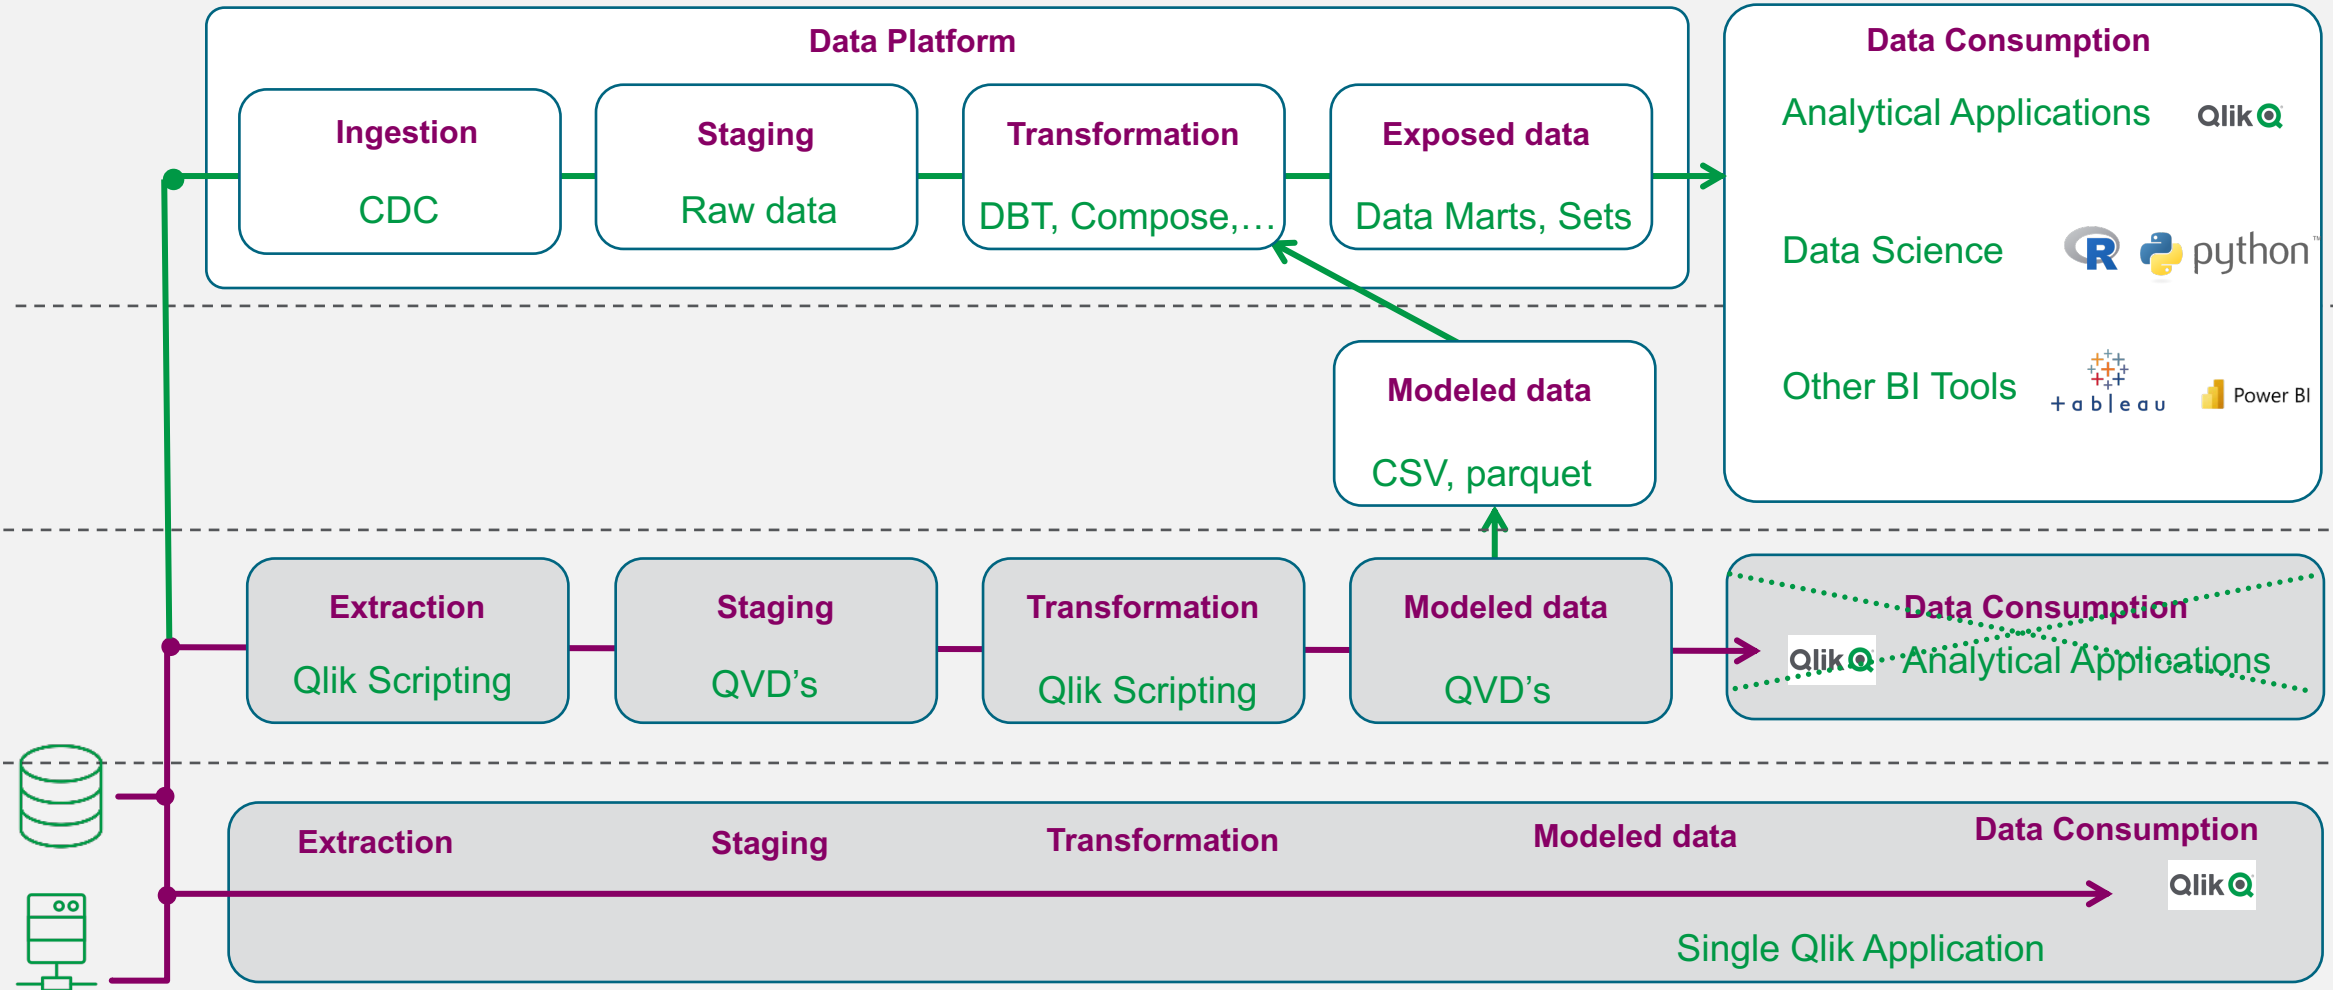 Data Platform
Ingestion
CDC
Staging
Raw data
Transformation
DBT, Compose,...
Exposed data
Data Marts, Sets
Data Consumption
Analytical Applications
Qlik
Data Science
R
python™
Other BI Tools
+ableau
Power BI
Modeled data
CSV, parquet
Extraction
Qlik Scripting
Staging
QVD’s
Transformation
Qlik Scripting
Modeled data
QVD’s
Data Consumption
Qlik
Analytical Applications
Extraction
Staging
Transformation
Modeled data
Data Consumption
Qlik
Single Qlik Application